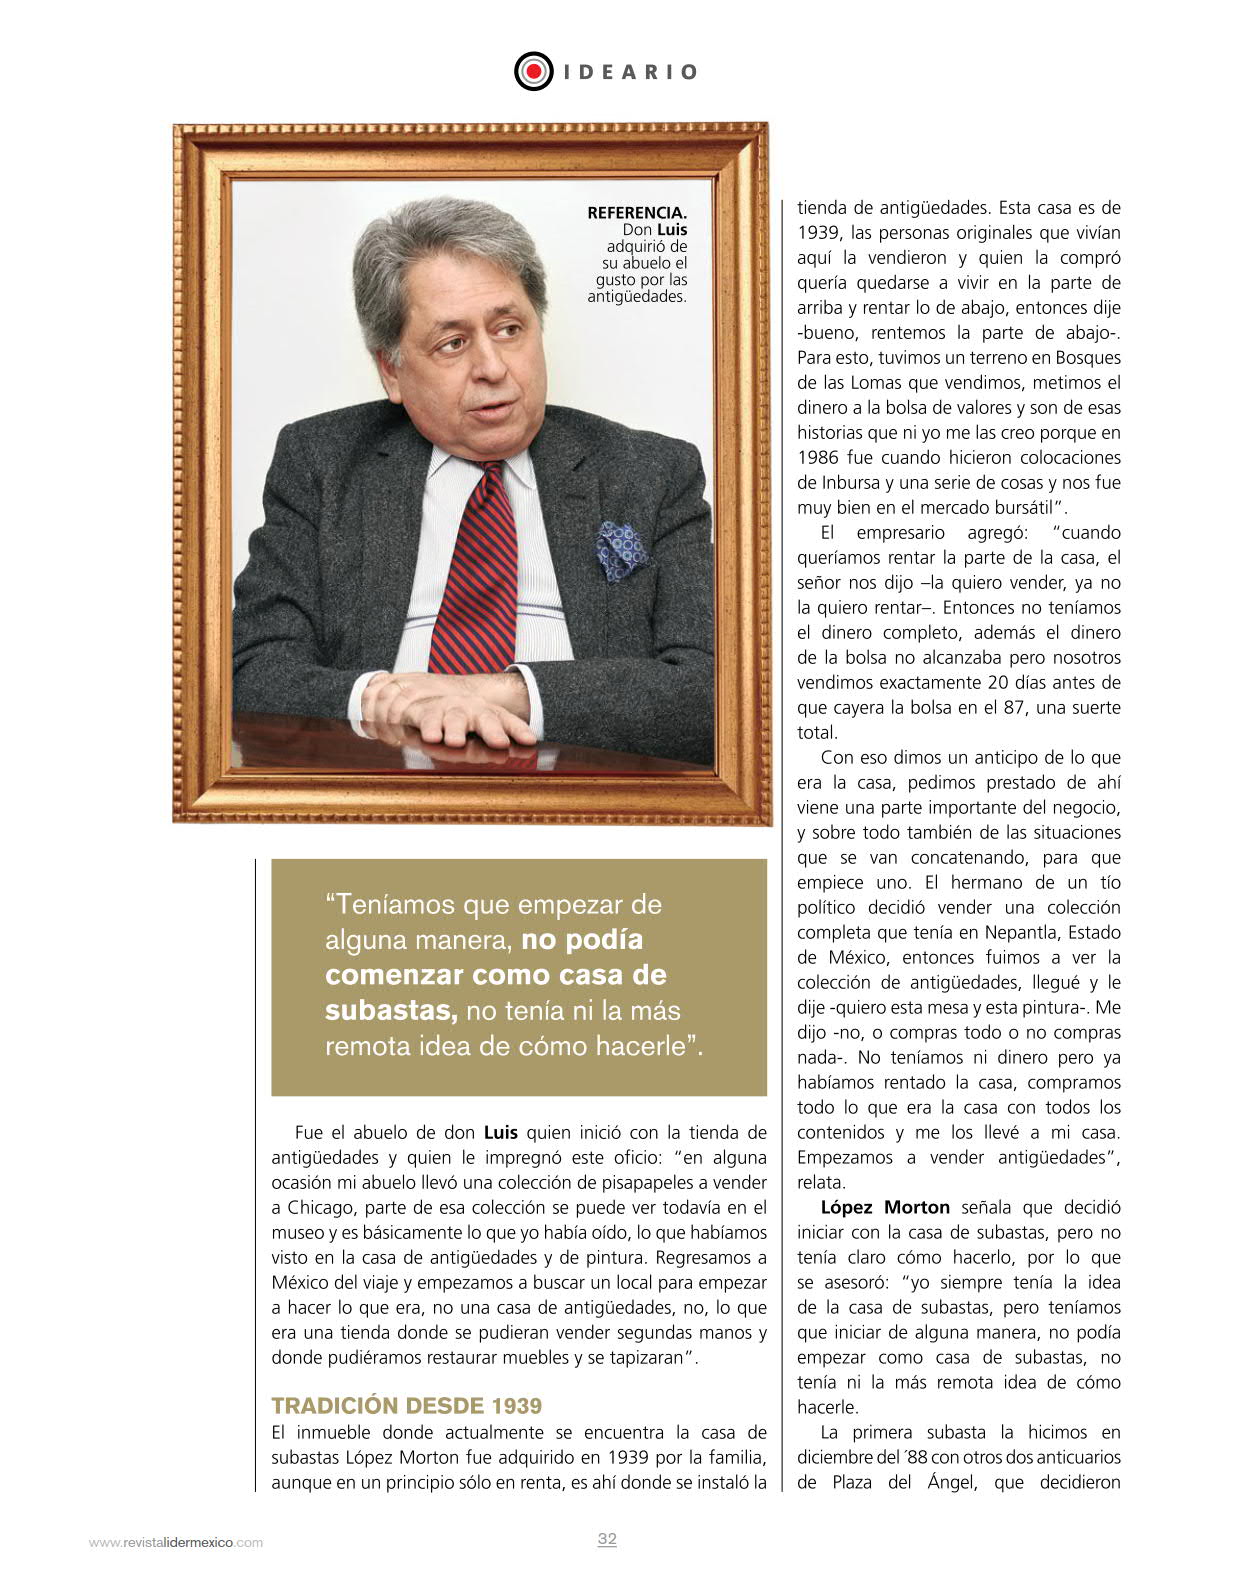 IDEARIO
REFERENCIA.
Don Luis
adquirió de
su abuelo el
gusto por las
antigüedades.
“Teníamos que empezar de
alguna manera, no podía
comenzar como casa de
subastas, no tenía ni la más
remota idea de cómo hacerle”.
Fue el abuelo de don Luis quien inició con la tienda de
antigüedades y quien le impregnó este oficio: “en alguna
ocasión mi abuelo llevó una colección de pisapapeles a vender
a Chicago, parte de esa colección se puede ver todavía en el
museo y es básicamente lo que yo había oído, lo que habíamos
visto en la casa de antigüedades y de pintura. Regresamos a
México del viaje y empezamos a buscar un local para empezar
a hacer lo que era, no una casa de antigüedades, no, lo que
era una tienda donde se pudieran vender segundas manos y
donde pudiéramos restaurar muebles y se tapizaran”.
TRADICIÓN DESDE 1939
El inmueble donde actualmente se encuentra la casa de
subastas López Morton fue adquirido en 1939 por la familia,
aunque en un principio sólo en renta, es ahí donde se instaló la
tienda de antigüedades. Esta casa es de
1939, las personas originales que vivían
aquí la vendieron y quien la compró
quería quedarse a vivir en la parte de
arriba y rentar lo de abajo, entonces dije
-bueno, rentemos la parte de abajo-.
Para esto, tuvimos un terreno en Bosques
de las Lomas que vendimos, metimos el
dinero a la bolsa de valores y son de esas
historias que ni yo me las creo porque en
1986 fue cuando hicieron colocaciones
de Inbursa y una serie de cosas y nos fue
muy bien en el mercado bursátil”.
El empresario agregó: “cuando
queríamos rentar la parte de la casa, el
señor nos dijo –la quiero vender, ya no
la quiero rentar–. Entonces no teníamos
el dinero completo, además el dinero
de la bolsa no alcanzaba pero nosotros
vendimos exactamente 20 días antes de
que cayera la bolsa en el 87, una suerte
total.
Con eso dimos un anticipo de lo que
era la casa, pedimos prestado de ahí
viene una parte importante del negocio,
y sobre todo también de las situaciones
que se van concatenando, para que
empiece uno. El hermano de un tío
político decidió vender una colección
completa que tenía en Nepantla, Estado
de México, entonces fuimos a ver la
colección de antigüedades, llegué y le
dije -quiero esta mesa y esta pintura-. Me
dijo -no, o compras todo o no compras
nada-. No teníamos ni dinero pero ya
habíamos rentado la casa, compramos
todo lo que era la casa con todos los
contenidos y me los llevé a mi casa.
Empezamos a vender antigüedades”,
relata.
López Morton señala que decidió
iniciar con la casa de subastas, pero no
tenía claro cómo hacerlo, por lo que
se asesoró: “yo siempre tenía la idea
de la casa de subastas, pero teníamos
que iniciar de alguna manera, no podía
empezar como casa de subastas, no
tenía ni la más remota idea de cómo
hacerle.
La primera subasta la hicimos en
diciembre del ´88 con otros dos anticuarios
de Plaza del Ángel, que decidieron
www.revistalidermexico.com
32